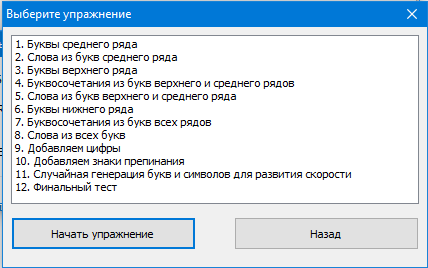 Выберите упражнение
1. Буквы среднего ряда
2. Слова из букв среднего ряда
3. Буквы верхнего ряда
4. Буквосочетания из букв верхнего и среднего рядов
5. Слова из букв верхнего и среднего ряда
6. Буквы нижнего ряда
7. Буквосочетания из букв всех рядов
8. Слова из всех букв
9. Добавляем цифры
10. Добавляем знаки препинания
11. Случайная генерация букв и символов для развития скорости
12. Финальный тест
Начать упражнение
Назад